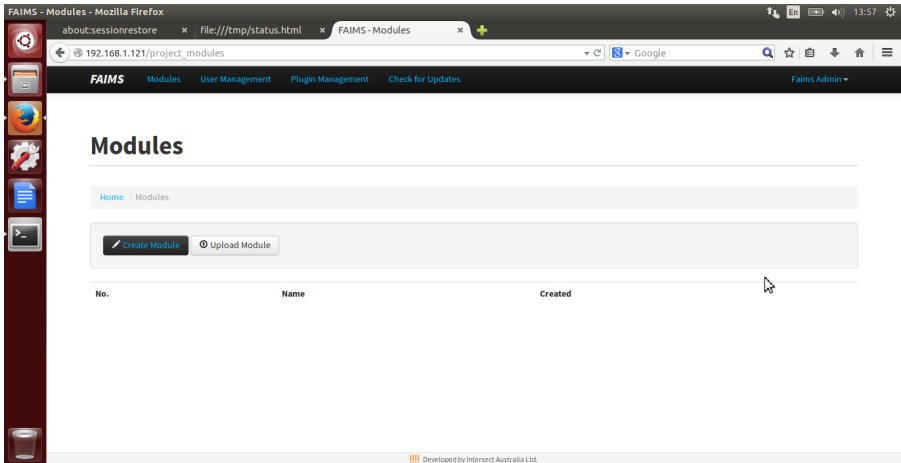 FAIMS - Modules - Mozilla Firefox
En
13:57
about:sessionrestore
file:///tmp/status.html
FAIMS - Modules
192.168.1.121/project_modules
Google
FAIMS Modules User Management Plugin Management Check for Updates Faims Admin
Modules
Home / Modules
Create Module Upload Module
No. Name Created
Developed by Intersect Australia Ltd.